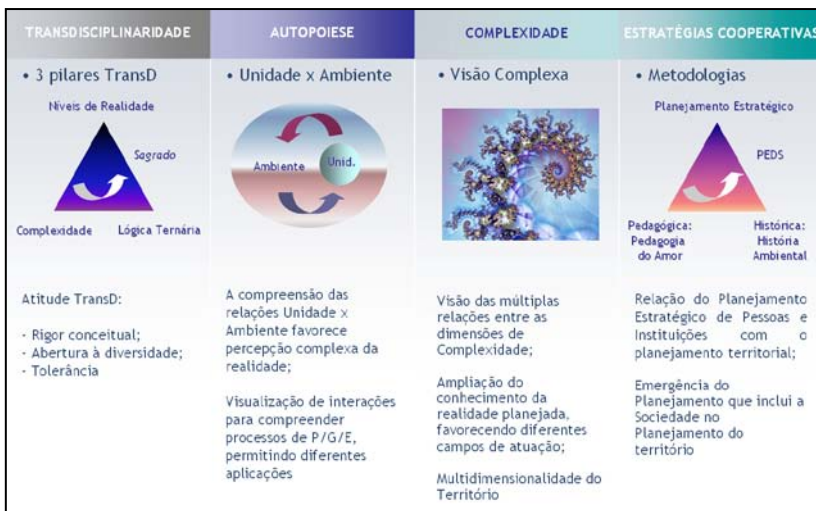 TRANSDISCIPLINARIDADE
• 3 pilares TransD
Níveis de Realidade
Sagrado
Complexidade
Lógica Ternária
Atitude TransD:
- Rigor conceitual;
- Abertura à diversidade;
- Tolerância
AUTOPOIESE
• Unidade x Ambiente
Ambiente
Unid.
A compreensão das
relações Unidade x
Ambiente favorece
percepção complexa da
realidade;
Visualização de interações
para compreender
processos de P/G/E,
permitindo diferentes
aplicações
COMPLEXIDADE
• Visão Complexa
Visão das múltiplas
relações entre as
dimensões de
Complexidade;
Ampliação do
conhecimento da
realidade planejada,
favorecendo diferentes
campos de atuação;
Multidimensionalidade do
Território
ESTRATÉGIAS COOPERATIVAS
• Metodologias
Planejamento Estratégico
PEDS
Pedagógica:
Pedagogia
do Amor
Histórica:
História
Ambiental
Relação do Planejamento
Estratégico de Pessoas e
Instituições com o
planejamento territorial;
Emergência do
Planejamento que inclui a
Sociedade no
Planejamento do
território